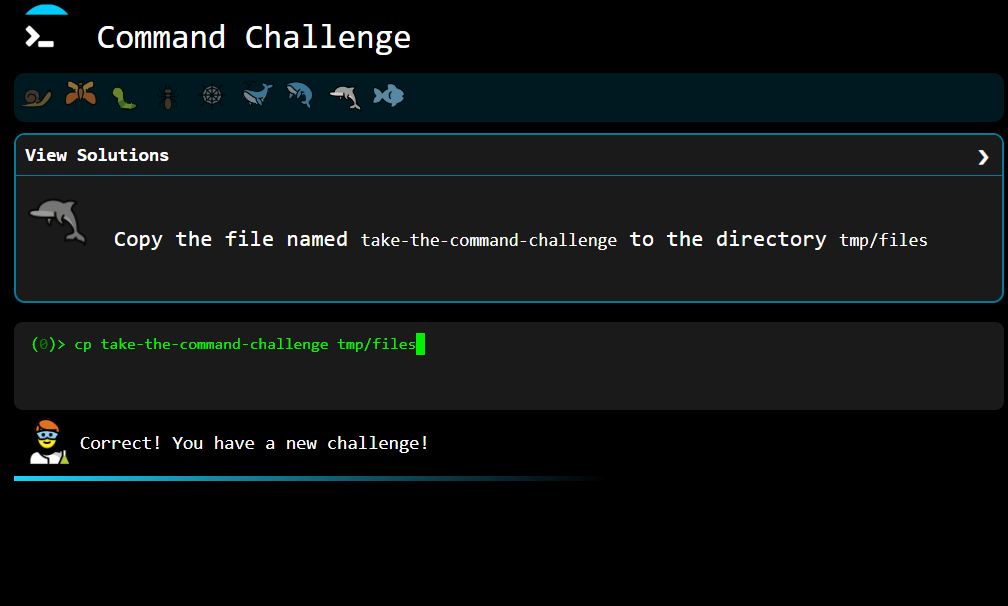 Command Challenge
View Solutions
Copy the file named take-the-command-challenge to the directory tmp/files
(0)> cp take-the-command-challenge tmp/files
Correct! You have a new challenge!